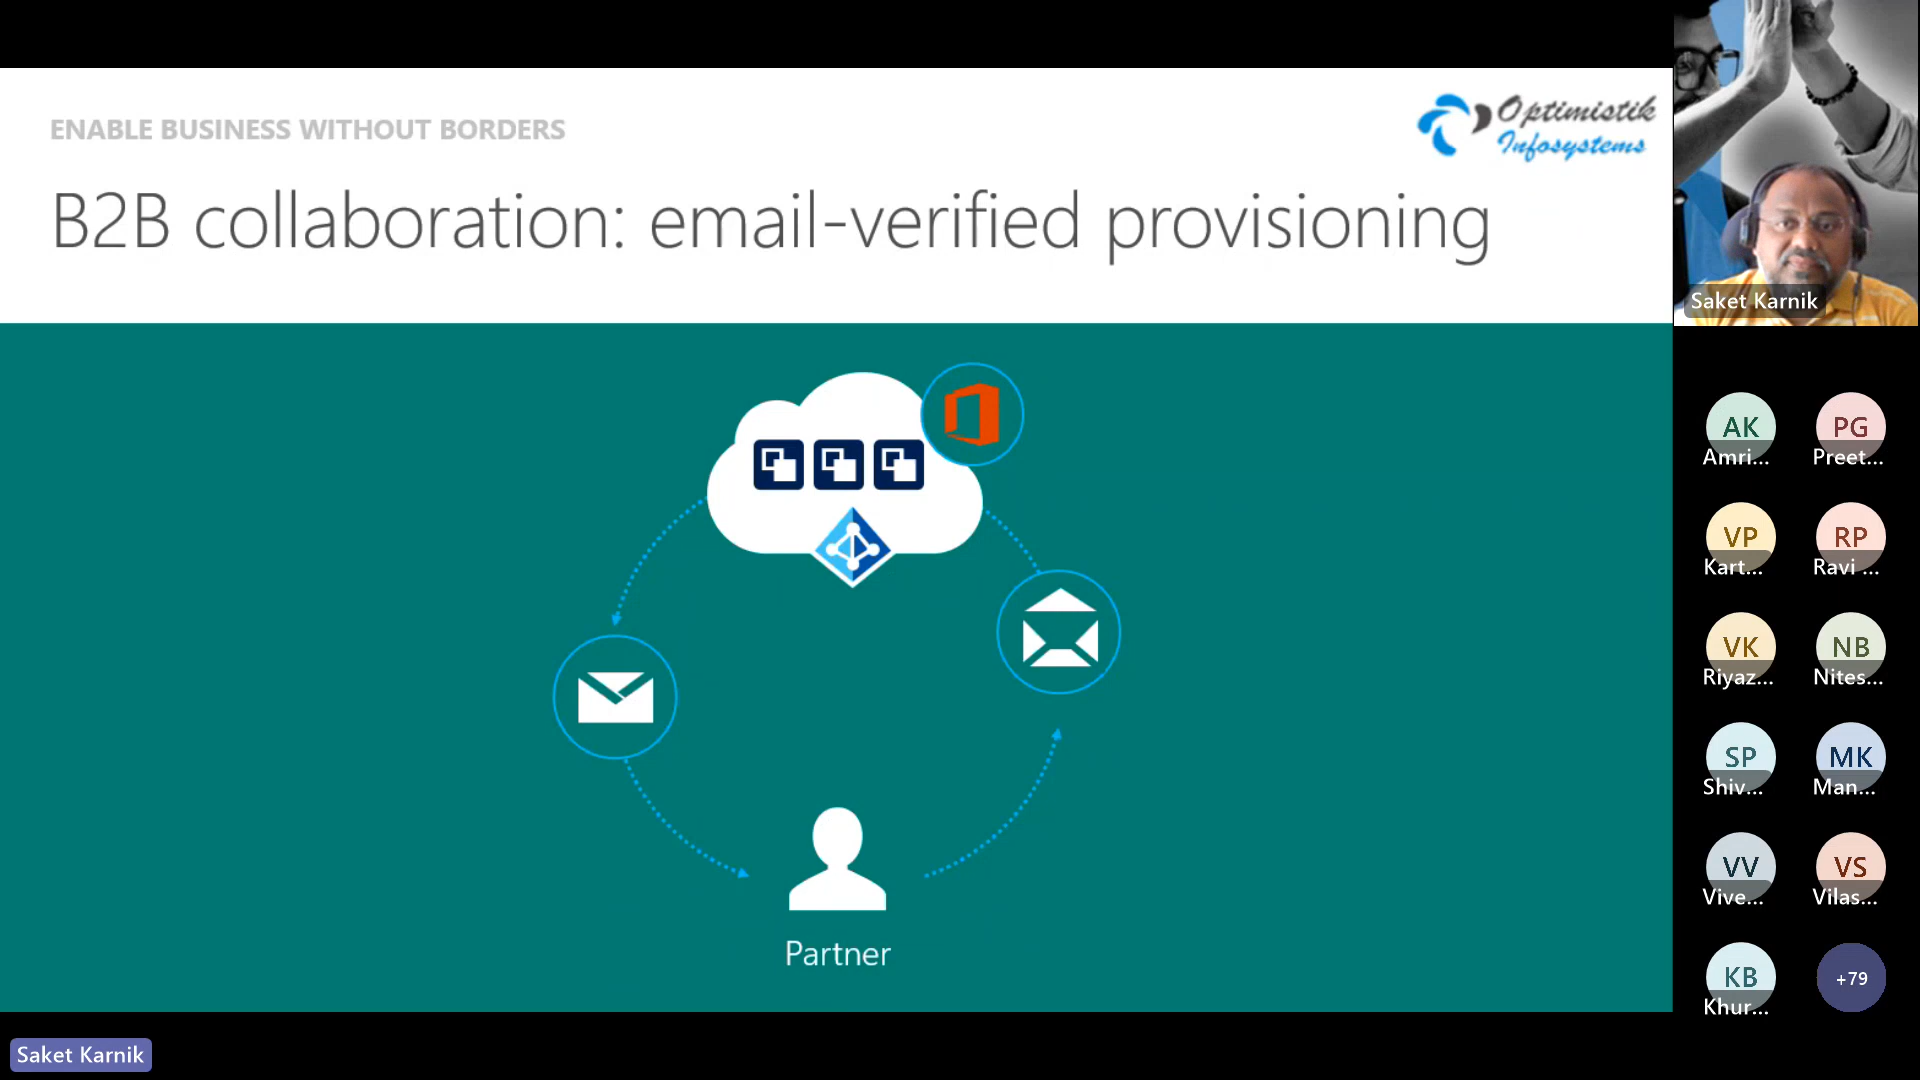 ENABLE BUSINESS WITHOUT BORDERS
Optimistik
Infosystems
B2B collaboration: email-verified provisioning
Partner
Saket Karnik
Saket Karnik
AK
Amri...
PG
Preet...
VP
Kart...
RP
Ravi ...
VK
Riyaz...
NB
Nites...
SP
Shiv...
MK
Man...
VV
Vive...
VS
Vilas...
KB
Khur...
+79